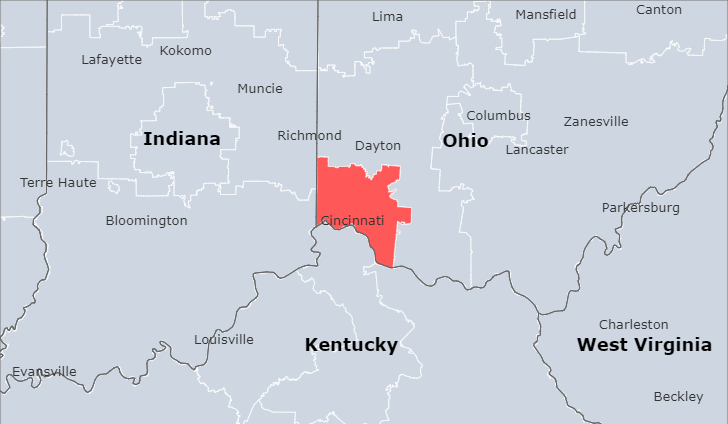 Lima
Mansfield
Canton
Lafayette
Kokomo
Muncie
Columbus
Zanesville
Richmond
Indiana
Dayton
Ohio
Lancaster
Terre Haute
Bloomington
Cincinnati
Parkersburg
Louisville
Kentucky
Charleston
West Virginia
Evansville
Beckley